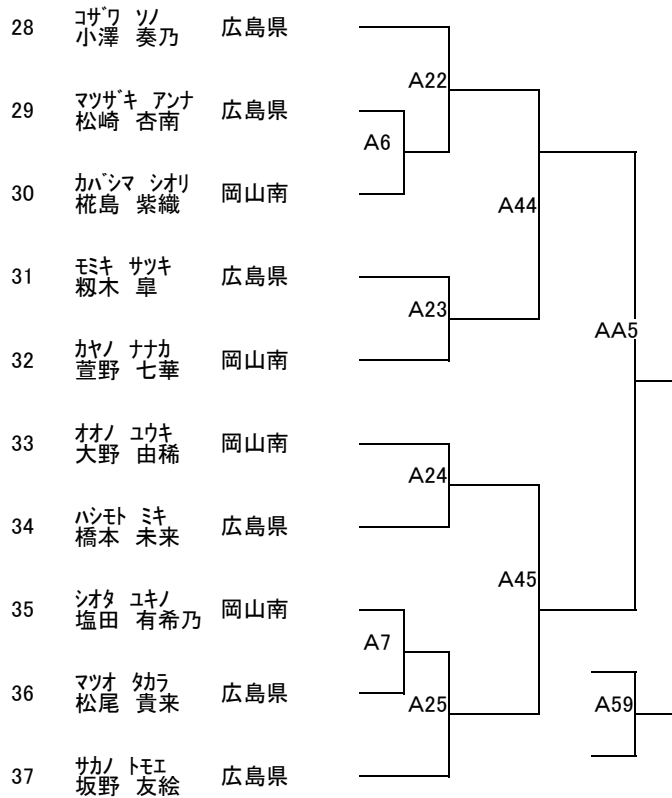 コザワ ソノ
28 小澤 奏乃 広島県
A22
マツザキ アンナ
29 松崎 杏南 広島県
A6
カバシマ シオリ
30 椛島 紫織 岡山南
A44
モミキ サツキ
31 籾木 皐 広島県
A23
AA5
カヤノ ナナカ
32 萱野 七華 岡山南
オオノ ユウキ
33 大野 由稀 岡山南
A24
ハシモト ミキ
34 橋本 未来 広島県
A45
シオタ ユキノ
35 塩田 有希乃 岡山南
A7
マツオ タカラ
36 松尾 貴来 広島県
A25 A59
サカノ トモエ
37 坂野 友絵 広島県